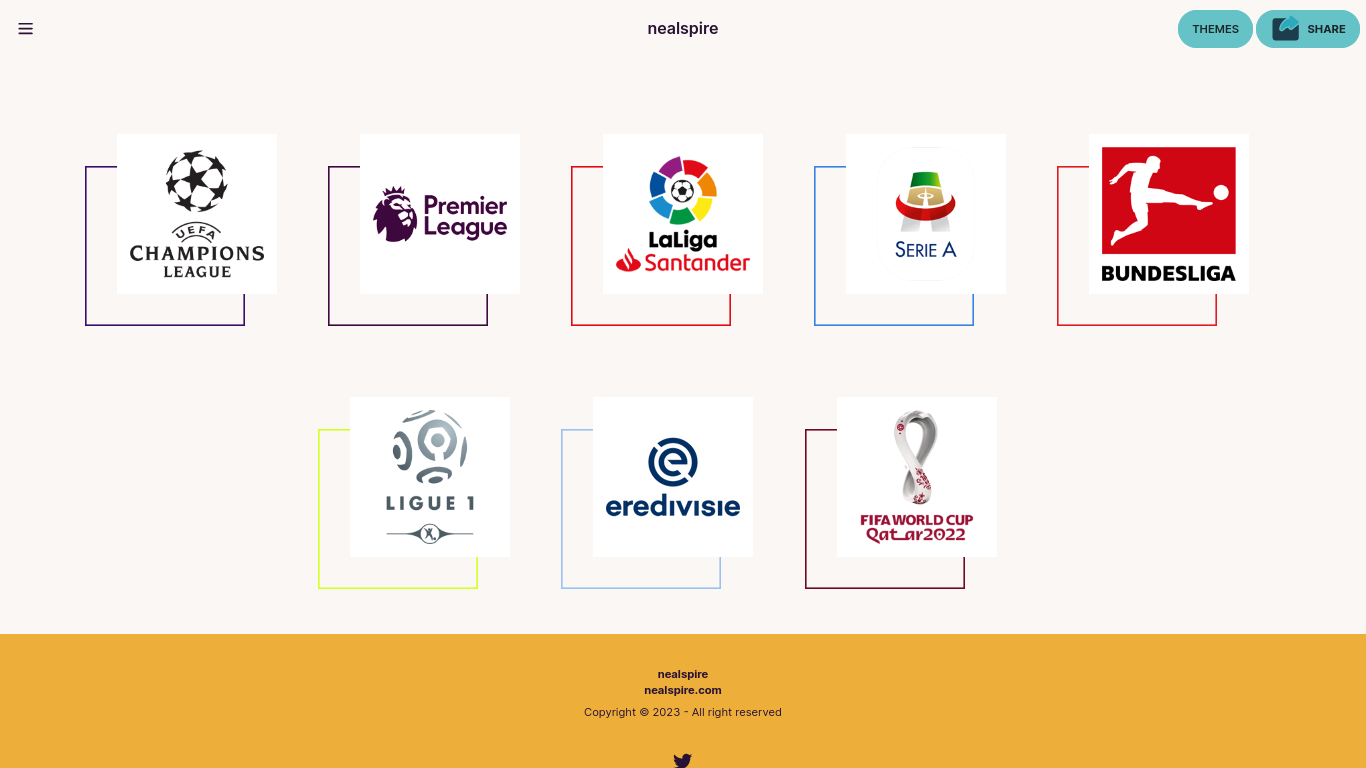 nealspire
THEMES
SHARE
UEFA
CHAMPIONS
LEAGUE
Premier
League
LaLiga
Santander
SERIE A
BUNDESLIGA
LIGUE 1
eredivisie
FIFA WORLD CUP
Qatar2022
nealspire
nealspire.com
Copyright © 2023 - All right reserved